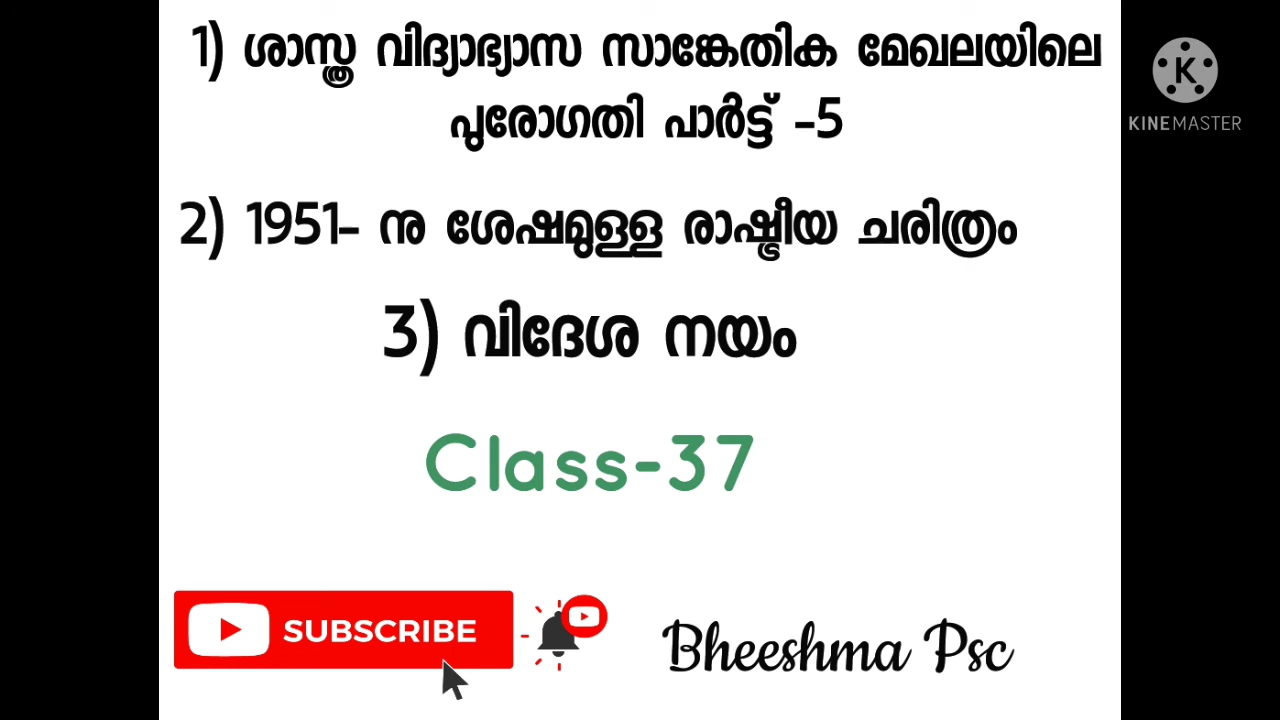 1) ശാസ്ത്ര വിദ്യാഭ്യാസ സാങ്കേതിക മേഖലയിലെ
പുരോഗതി പാർട്ട് -5
K
KINEMASTER
2) 1951- നു ശേഷമുള്ള രാഷ്ട്രീയ ചരിത്രം
3) വിദേശ നയം
Class-37
SUBSCRIBE
Bheeshma Psc